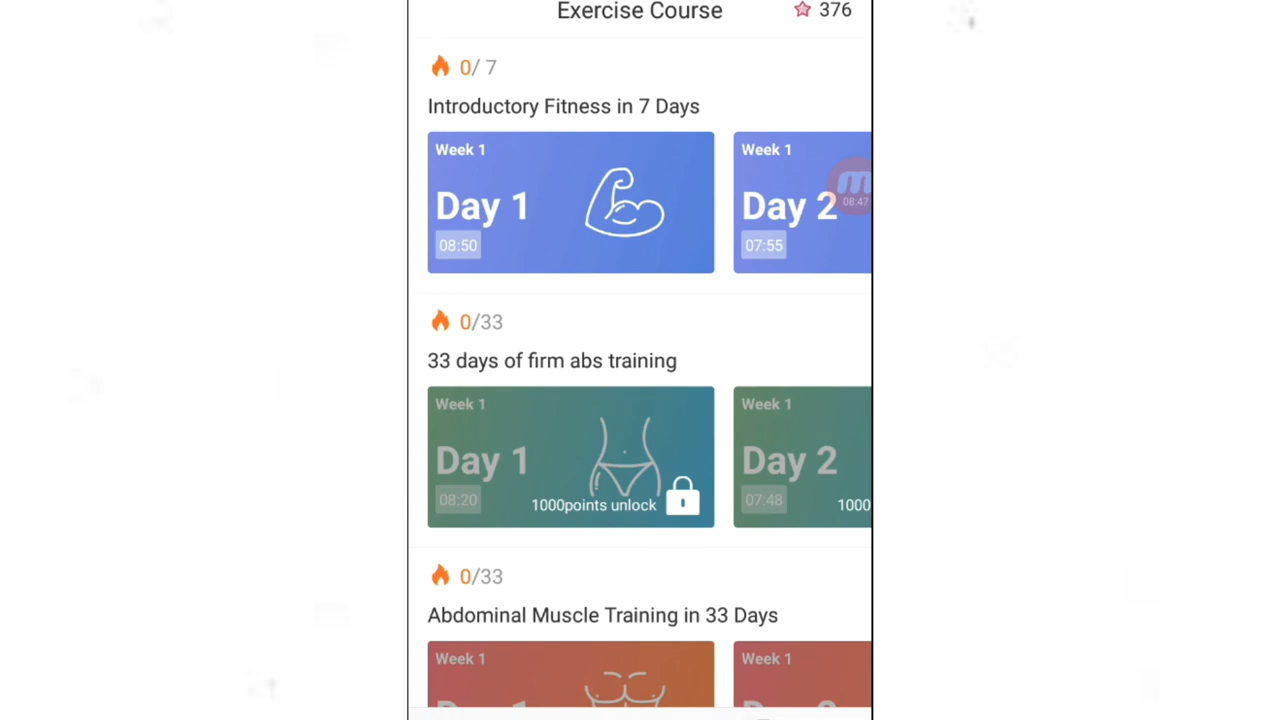 Exercise Course
376
0/ 7
Introductory Fitness in 7 Days
Week 1
Day 1
08:50
Week 1
Day 2
07:55
08:47
0/33
33 days of firm abs training
Week 1
Day 1
08:20
1000points unlock
Week 1
Day 2
07:48
1000
0/33
Abdominal Muscle Training in 33 Days
Week 1
Week 1